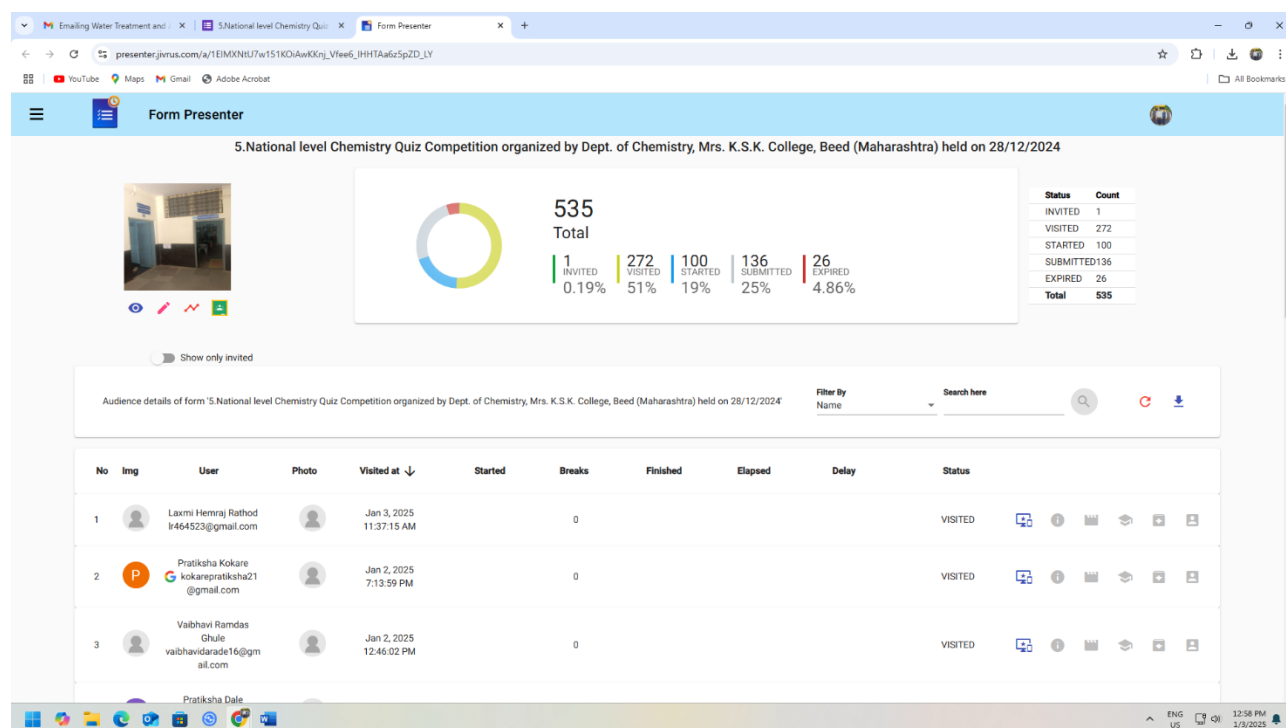 Emailing Water Treatment and
5.National level Chemistry Quiz
Form Presenter
presenter.jivrus.com/a/1EIMXNtU7w151KOiAwKKnj_Vfee6_IHHTAa6z5pZD_LY
YouTube Maps Gmail Adobe Acrobat
All Bookmarks
Form Presenter
5.National level Chemistry Quiz Competition organized by Dept. of Chemistry, Mrs. K.S.K. College, Beed (Maharashtra) held on 28/12/2024
535
Total
1 272 100 136 26
INVITED VISITED STARTED SUBMITTED EXPIRED
0.19% 51% 19% 25% 4.86%
Status Count
INVITED 1
VISITED 272
STARTED 100
SUBMITTED136
EXPIRED 26
Total 535
Show only invited
Audience details of form '5.National level Chemistry Quiz Competition organized by Dept. of Chemistry, Mrs. K.S.K. College, Beed (Maharashtra) held on 28/12/2024'
Filter By
Name
Search here
No Img User Photo Visited at Started Breaks Finished Elapsed Delay Status
1 Laxmi Hemraj Rathod Jan 3, 2025 0 VISITED
lr464523@gmail.com 11:37:15 AM
P
2 Pratiksha Kokare Jan 2, 2025 0 VISITED
kokarepratiksha21 7:13:59 PM
@gmail.com
3 Vaibhavi Ramdas Jan 2, 2025 0 VISITED
Ghule 12:46:02 PM
vaibhavidarade16@gm
ail.com
Pratiksha Dale
ENG 12:58 PM
US 1/3/2025